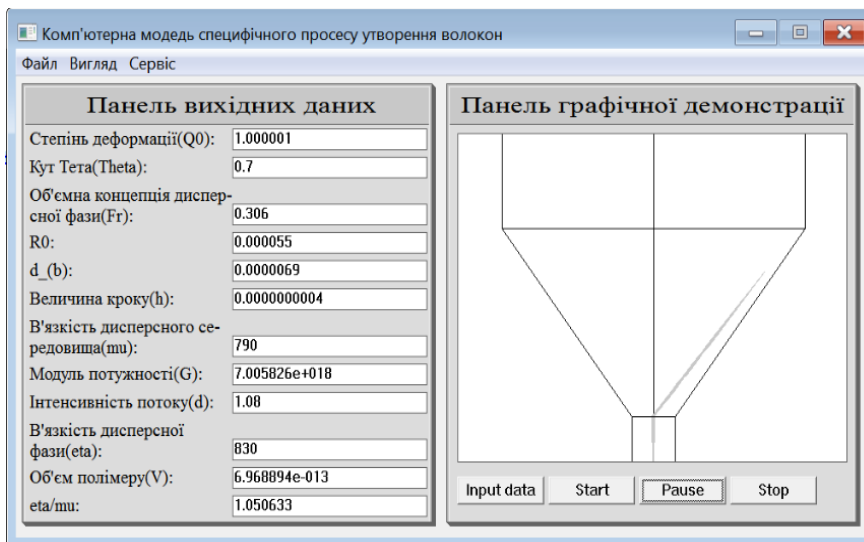 Комп'ютерна модедь специфічного просесу утворення волокон
Файл Вигляд Сервіс
Панель вихідних даних
Степінь деформації(Q0): 1.000001
Кут Тета(Theta): 0.7
Об'ємна концепція диспер-
сної фази(Fr): 0.306
R0: 0.000055
d_(b): 0.0000069
Величина кроку(h): 0.0000000004
В'язкість дисперсного се-
редовища(mu): 790
Модуль потужності(G): 7.005826e+018
Інтенсивність потоку(d): 1.08
В'язкість дисперсної
фази(eta): 830
Об'єм полімеру(V): 6.968894e-013
eta/mu: 1.050633
Панель графічної демонстрації
Input data Start Pause Stop